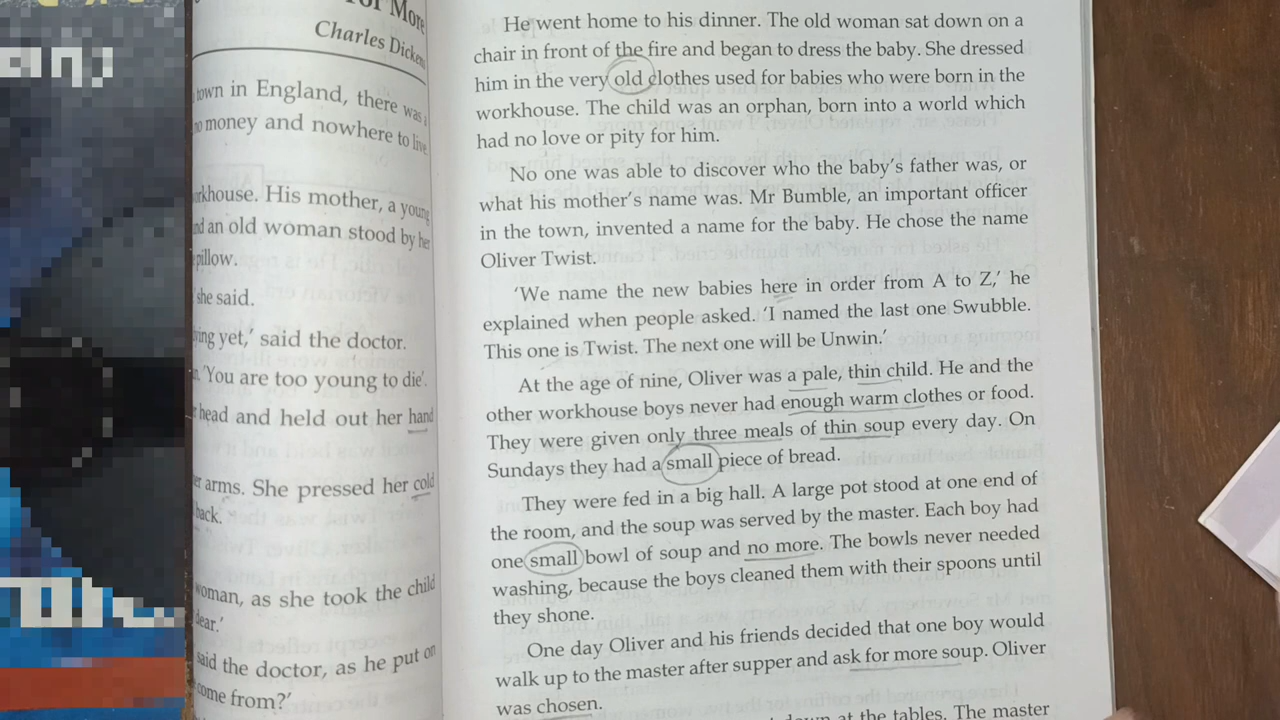 For More
Charles Dickens
town in England, there was a
no money and nowhere to live.
workhouse. His mother, a young
and an old woman stood by her
pillow.
she said.
yet,' said the doctor.
'You are too young to die'.
head and held out her hand
arms. She pressed her cold
back.
woman, as she took the child
dear.'
said the doctor, as he put on
come from?'
He went home to his dinner. The old woman sat down on a
chair in front of the fire and began to dress the baby. She dressed
him in the very old clothes used for babies who were born in the
workhouse. The child was an orphan, born into a world which
had no love or pity for him.
No one was able to discover who the baby's father was, or
what his mother's name was. Mr Bumble, an important officer
in the town, invented a name for the baby. He chose the name
Oliver Twist.
'We name the new babies here in order from A to Z,' he
explained when people asked. 'I named the last one Swubble.
This one is Twist. The next one will be Unwin.'
At the age of nine, Oliver was a pale, thin child. He and the
other workhouse boys never had enough warm clothes or food.
They were given only three meals of thin soup every day. On
Sundays they had a small piece of bread.
They were fed in a big hall. A large pot stood at one end of
the room, and the soup was served by the master. Each boy had
one small bowl of soup and no more. The bowls never needed
washing, because the boys cleaned them with their spoons until
they shone.
One day Oliver and his friends decided that one boy would
walk up to the master after supper and ask for more soup. Oliver
was chosen.
down at the tables. The master